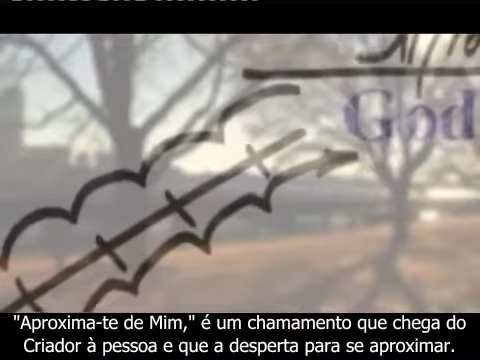 God
"Aproxima-te de Mim," é um chamamento que chega do
Criador à pessoa e que a desperta para se aproximar.